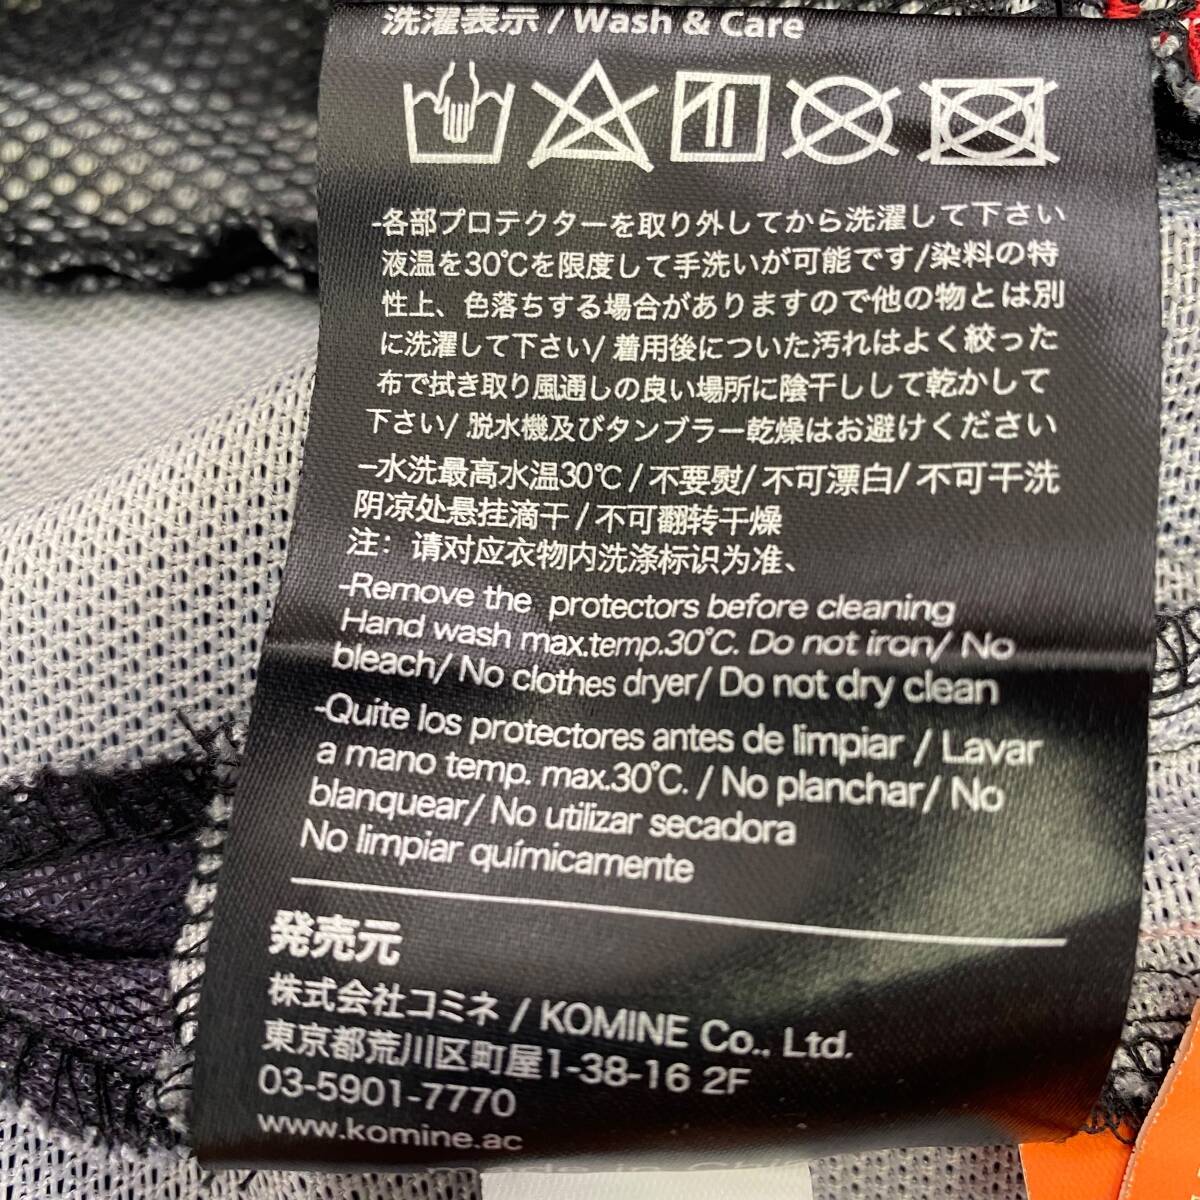 洗濯表示 / Wash & Care
-各部プロテクターを取り外してから洗濯して下さい
液温を30℃を限度して手洗いが可能です/染料の特
性上、色落ちする場合がありますので他の物とは別
に洗濯して下さい/ 着用後についた汚れはよく絞った
布で拭き取り風通しの良い場所に陰干しして乾かして
下さい/ 脱水機及びタンブラー乾燥はお避けください
-水洗最高水温30℃/不要熨/不可漂白/不可干洗
阴凉处悬挂滴干/不可翻转干燥
注：请对应衣物内洗涤标识为准、
-Remove the protectors before cleaning
Hand wash max.temp.30℃. Do not iron/ No
bleach/ No clothes dryer/ Do not dry clean
-Quite los protectores antes de limpiar / Lavar
a mano temp. max.30℃. / No planchar/ No
blanquear/ No utilizar secadora
No limpiar químicamente
発売元
株式会社コミネ / KOMINE Co., Ltd.
東京都荒川区町屋1-38-16 2F
03-5901-7770
www.komine.ac